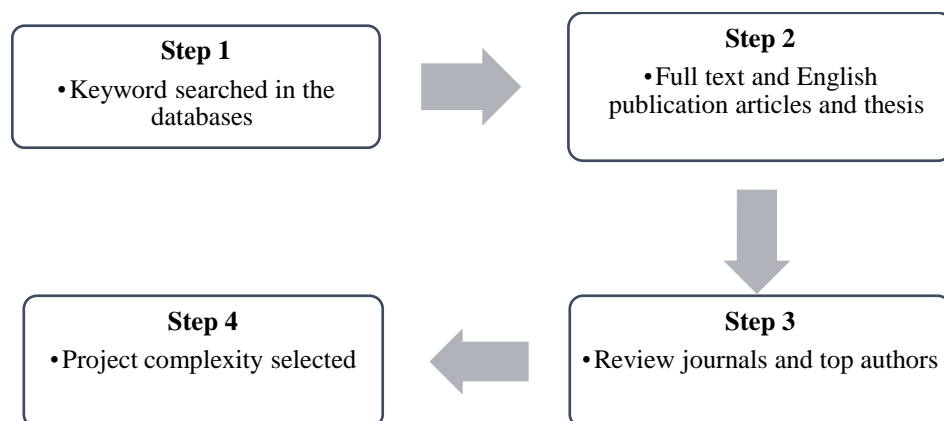 Step 1
•Keyword searched in the
databases
Step 2
•Full text and English
publication articles and thesis
Step 3
•Review journals and top authors
Step 4
•Project complexity selected